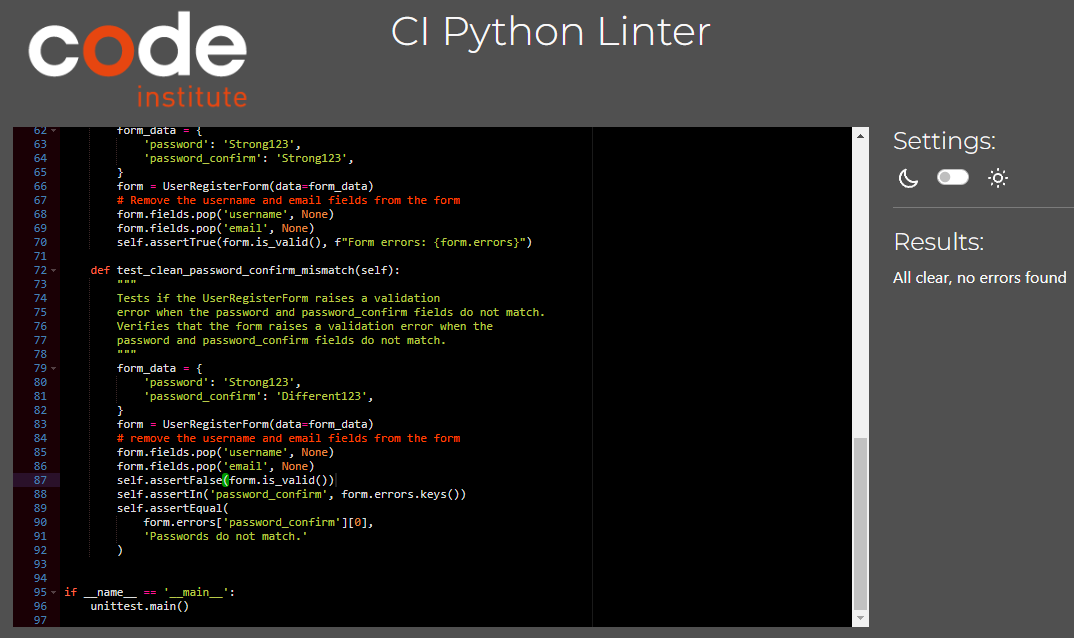 code
institute
CI Python Linter
62 form_data = {
63 'password': 'Strong123',
64 'password_confirm': 'Strong123',
65 }
66 form = UserRegisterForm(data=form_data)
67 # Remove the username and email fields from the form
68 form.fields.pop('username', None)
69 form.fields.pop('email', None)
70 self.assertTrue(form.is_valid(), f"Form errors: {form.errors}")
71
72 def test_clean_password_confirm_mismatch(self):
73 """
74 Tests if the UserRegisterForm raises a validation
75 error when the password and password_confirm fields do not match.
76 Verifies that the form raises a validation error when the
77 password and password_confirm fields do not match.
78 """
79 form_data = {
80 'password': 'Strong123',
81 'password_confirm': 'Different123',
82 }
83 form = UserRegisterForm(data=form_data)
84 # remove the username and email fields from the form
85 form.fields.pop('username', None)
86 form.fields.pop('email', None)
87 self.assertFalse(form.is_valid())
88 self.assertIn('password_confirm', form.errors.keys())
89 self.assertEqual(
90 form.errors['password_confirm'][0],
91 'Passwords do not match.'
92 )
93
94
95 if __name__ == '__main__':
96 unittest.main()
97
Settings:
Results:
All clear, no errors found